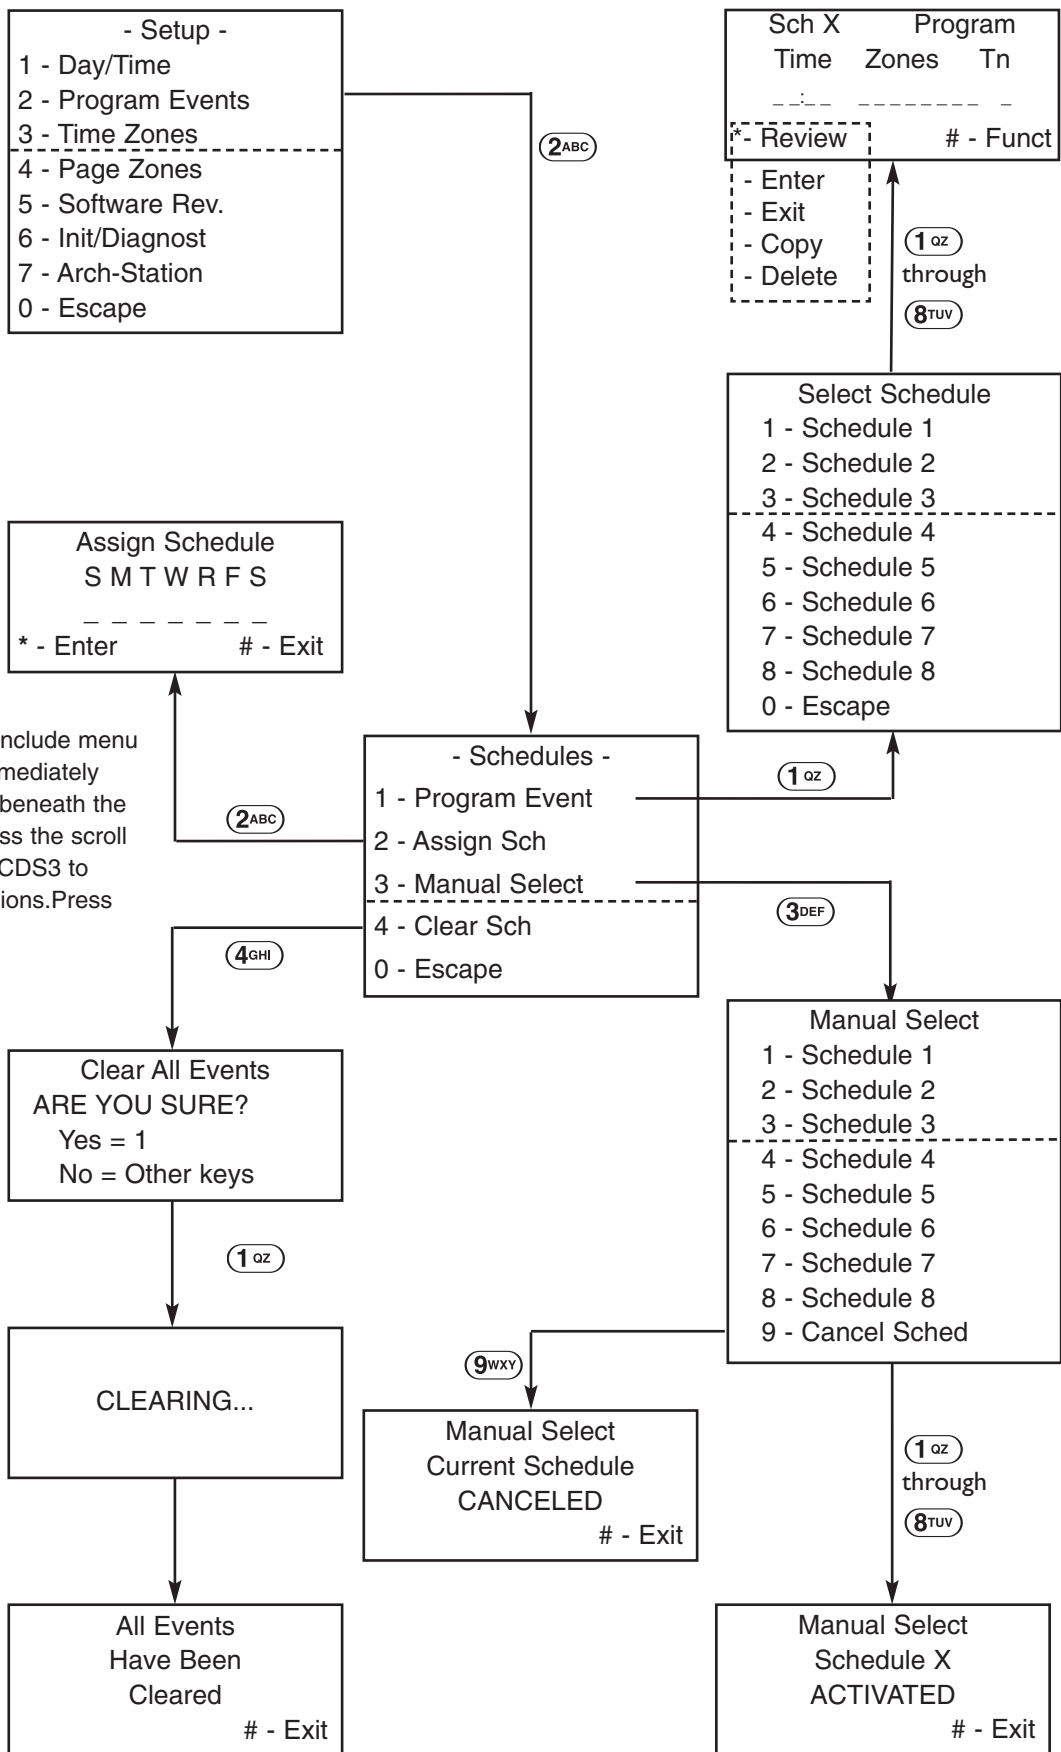 - Setup -
1 - Day/Time
2 - Program Events
3 - Time Zones
4 - Page Zones
5 - Software Rev.
6 - Init/Diagnost
7 - Arch-Station
0 - Escape
2ABC
Sch X Program
Time Zones Tn
_ _:_ _ _ _ _ _ _ _ _ _ _
*- Review # - Funct
- Enter
- Exit
- Copy
- Delete
1 QZ
through
8TUV
Select Schedule
1 - Schedule 1
2 - Schedule 2
3 - Schedule 3
4 - Schedule 4
5 - Schedule 5
6 - Schedule 6
7 - Schedule 7
8 - Schedule 8
0 - Escape
1 QZ
Assign Schedule
S M T W R F S
_ _ _ _ _ _ _
* - Enter # - Exit
2ABC
nclude menu
mediately
beneath the
ss the scroll
CDS3 to
ions.Press
- Schedules -
1 - Program Event
2 - Assign Sch
3 - Manual Select
4 - Clear Sch
0 - Escape
3DEF
4GHI
Clear All Events
ARE YOU SURE?
Yes = 1
No = Other keys
1 QZ
CLEARING...
All Events
Have Been
Cleared
# - Exit
Manual Select
1 - Schedule 1
2 - Schedule 2
3 - Schedule 3
4 - Schedule 4
5 - Schedule 5
6 - Schedule 6
7 - Schedule 7
8 - Schedule 8
9 - Cancel Sched
9WXY
Manual Select
Current Schedule
CANCELED
# - Exit
1 QZ
through
8TUV
Manual Select
Schedule X
ACTIVATED
# - Exit